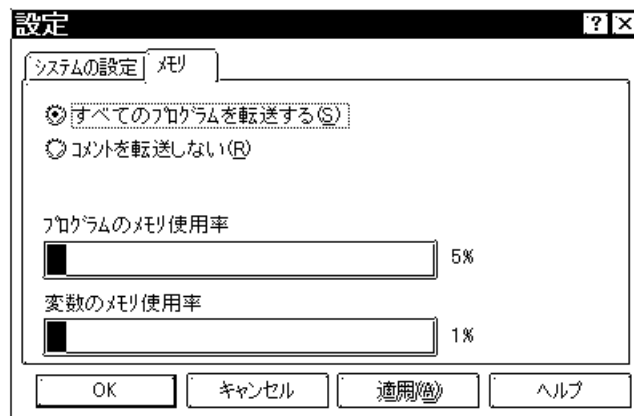 設定
システムの設定 メモリ
すべてのプログラムを転送する(S)
コメントを転送しない(R)
プログラムのメモリ使用率
5%
変数のメモリ使用率
1%
OK キャンセル 適用(A) ヘルプ